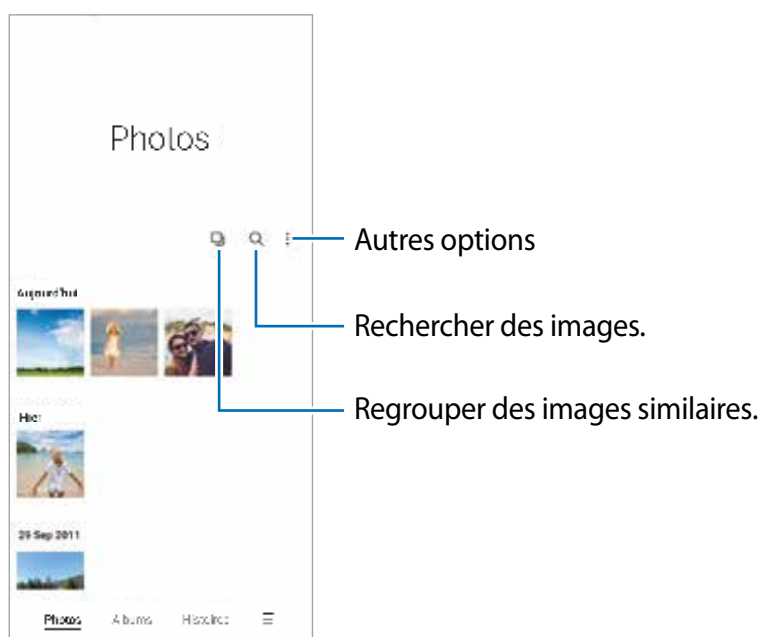 Photos
Autres options
Aujourd'hui
Rechercher des images.
Regrouper des images similaires.
Hier
29 Sep 2011
Photos Albums Histoires